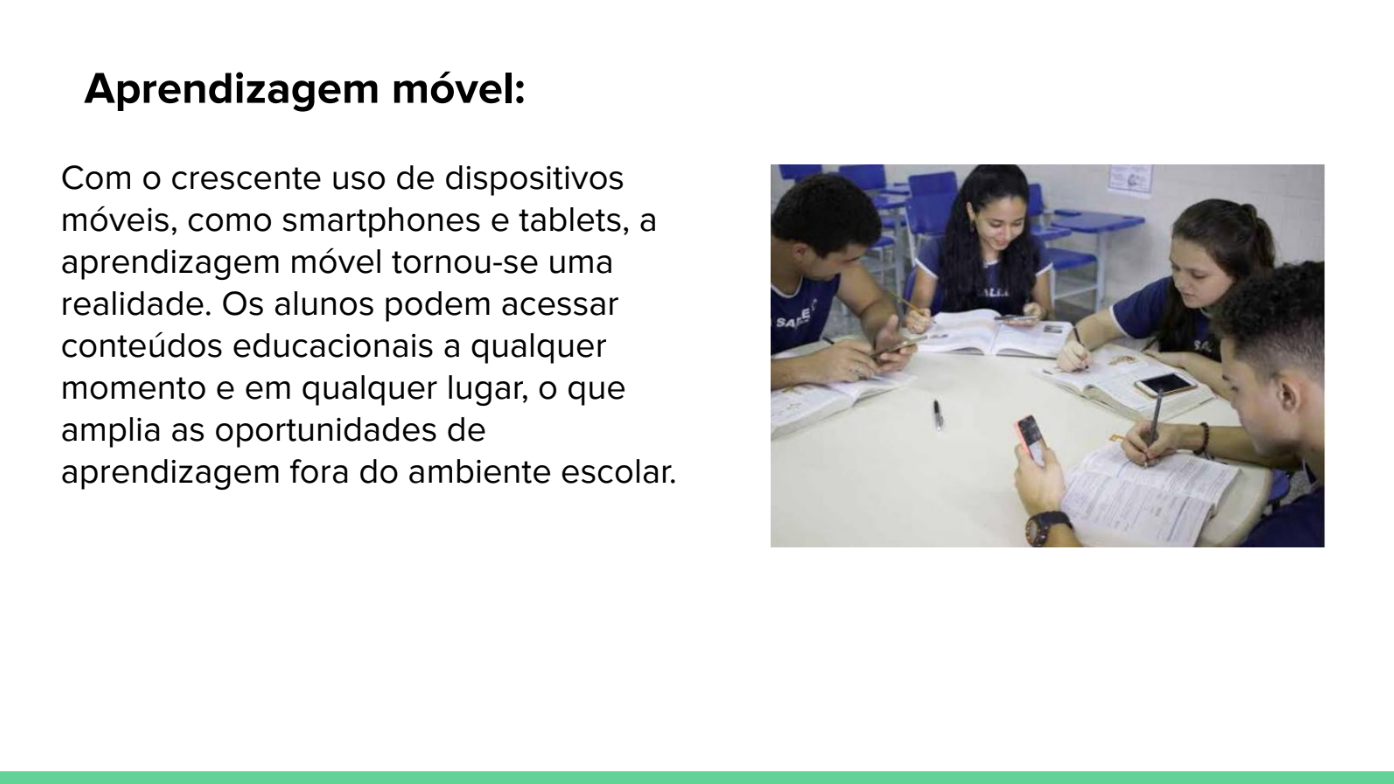 Aprendizagem móvel:
Com o crescente uso de dispositivos
móveis, como smartphones e tablets, a
aprendizagem móvel tornou-se uma
realidade. Os alunos podem acessar
conteúdos educacionais a qualquer
momento e em qualquer lugar, o que
amplia as oportunidades de
aprendizagem fora do ambiente escolar.